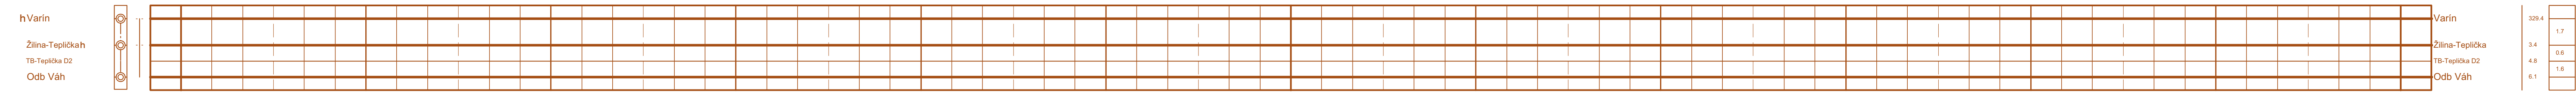 h Varín Varín 329.4
1.7
Žilina-Teplička h Žilina-Teplička 3.4
0.6
TB-Teplička D2 TB-Teplička D2 4.8
1.6
Odb Váh Odb Váh 6.1